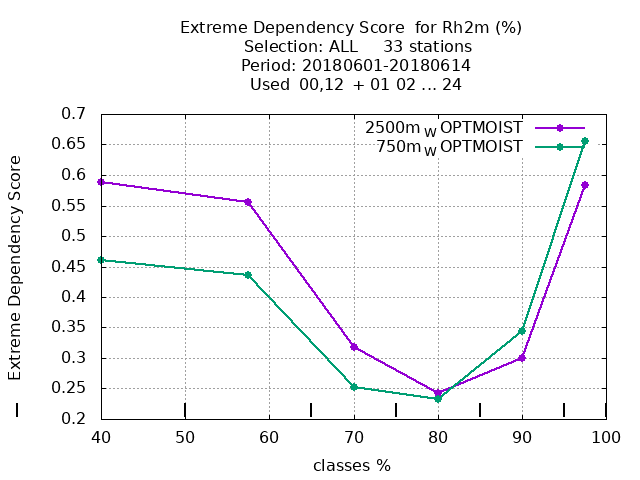 Extreme Dependency Score  for Rh2m (%)
Selection: ALL     33 stations
Period: 20180601-20180614
Used  00,12  + 01 02 ... 24
2500m W OPTMOIST
750m W OPTMOIST
Extreme Dependency Score
0.7
0.65
0.6
0.55
0.5
0.45
0.4
0.35
0.3
0.25
0.2
40 50 60 70 80 90 100
classes %